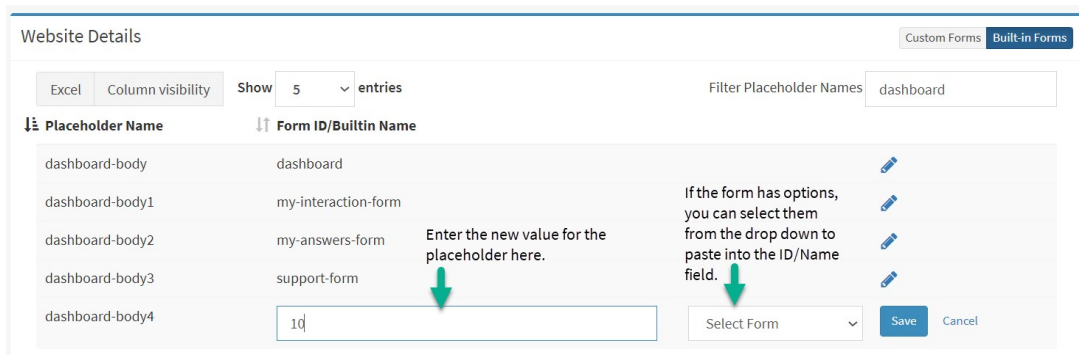 Website Details
Custom Forms Built-in Forms
Excel Column visibility Show 5 entries Filter Placeholder Names dashboard
Placeholder Name Form ID/Builtin Name
dashboard-body dashboard
dashboard-body1 my-interaction-form
dashboard-body2 my-answers-form
dashboard-body3 support-form
dashboard-body4 10 Select Form Save Cancel
Enter the new value for the
placeholder here.
If the form has options,
you can select them
from the drop down to
paste into the ID/Name
field.